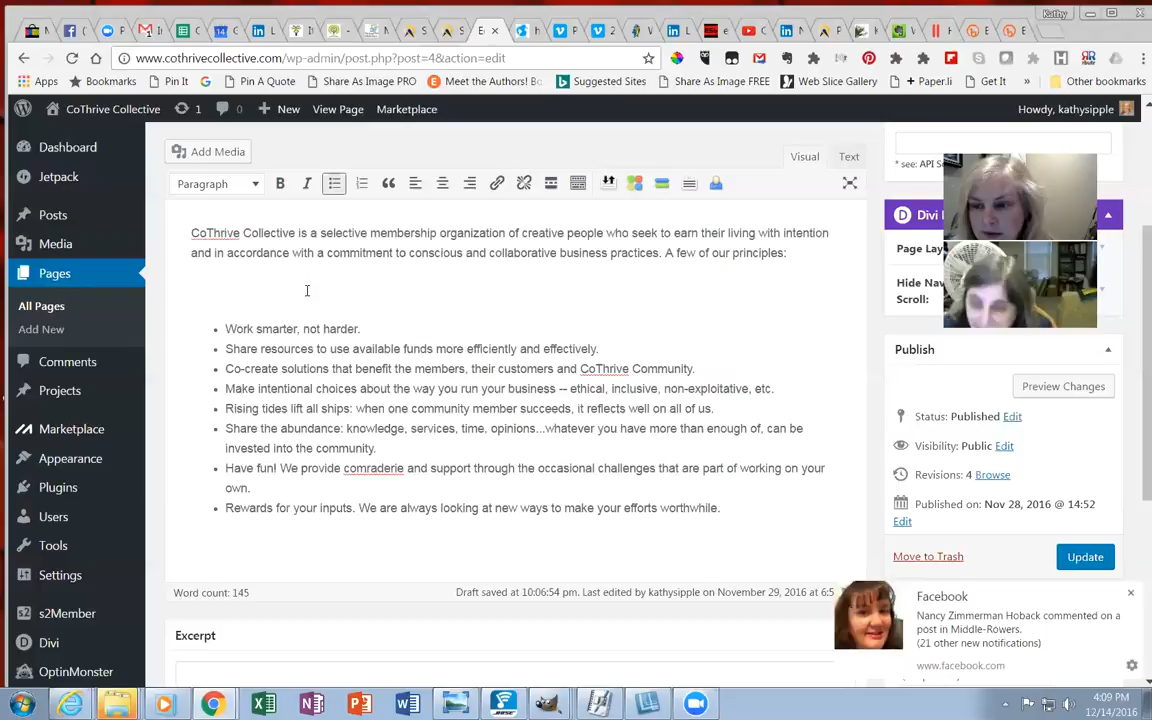 Kathy
www.cothrivecollective.com/wp-admin/post.php?post=4&action=edit
Apps Bookmarks Pin It Pin A Quote Share As Image PRO Meet the Authors! Bo Suggested Sites Share As Image FREE Web Slice Gallery + Paper.li Get It » Other bookmarks
CoThrive Collective 1 0 + New View Page Marketplace Howdy, kathysipple
Dashboard
Jetpack
Posts
Media
Pages
All Pages
Add New
Comments
Projects
Marketplace
Appearance
Plugins
Users
Tools
Settings
s2Member
Divi
OptinMonster
Add Media
Visual Text
Paragraph
CoThrive Collective is a selective membership organization of creative people who seek to earn their living with intention
and in accordance with a commitment to conscious and collaborative business practices. A few of our principles:
• Work smarter, not harder.
• Share resources to use available funds more efficiently and effectively.
• Co-create solutions that benefit the members, their customers and CoThrive Community.
• Make intentional choices about the way you run your business -- ethical, inclusive, non-exploitative, etc.
• Rising tides lift all ships: when one community member succeeds, it reflects well on all of us.
• Share the abundance: knowledge, services, time, opinions...whatever you have more than enough of, can be
invested into the community.
• Have fun! We provide comraderie and support through the occasional challenges that are part of working on your
own.
• Rewards for your inputs. We are always looking at new ways to make your efforts worthwhile.
Word count: 145 Draft saved at 10:06:54 pm. Last edited by kathysipple on November 29, 2016 at 6:5
Excerpt
* see: API S
Divi
Page Lay
Hide Nav
Scroll:
Publish
Preview Changes
Status: Published Edit
Visibility: Public Edit
Revisions: 4 Browse
Published on: Nov 28, 2016 @ 14:52
Edit
Move to Trash Update
Facebook
Nancy Zimmerman Hoback commented on a
post in Middle-Rowers.
(21 other new notifications)
www.facebook.com
4:09 PM
12/14/2016